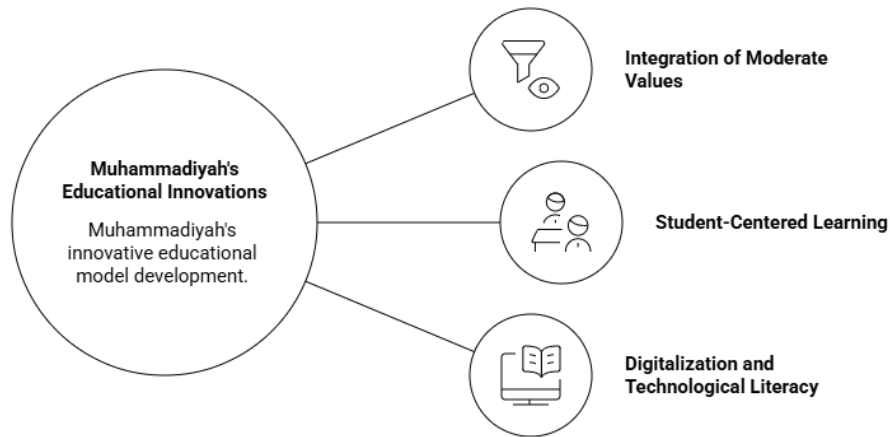 Muhammadiyah's
Educational Innovations
Muhammadiyah's
innovative educational
model development.
Integration of Moderate
Values
Student-Centered Learning
Digitalization and
Technological Literacy